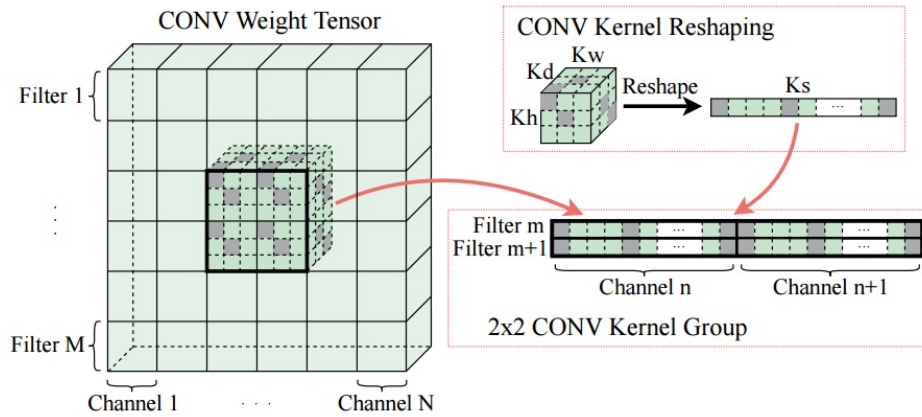 CONV Weight Tensor
Filter 1
⋮
Filter M
Channel 1
· · ·
Channel N
CONV Kernel Reshaping
Kd
Kw
Kh
Reshape
Ks
...
Filter m
Filter m+1
...
...
...
...
Channel n
Channel n+1
2x2 CONV Kernel Group